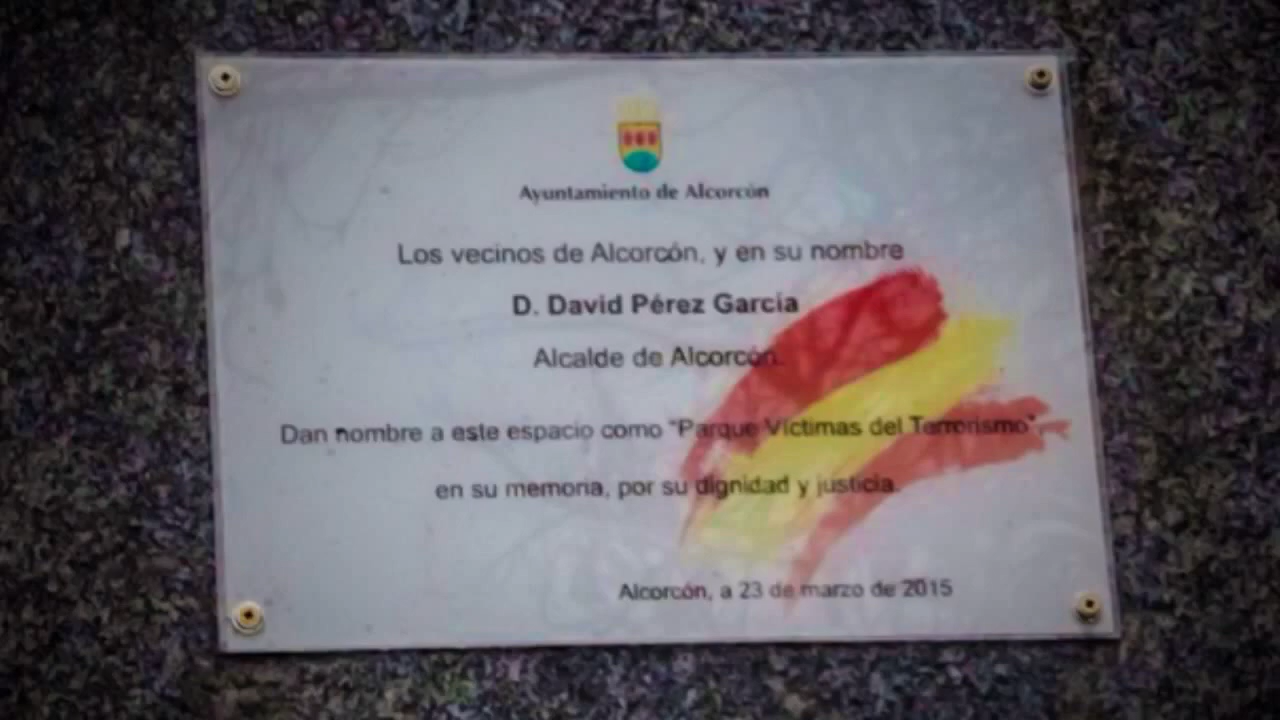 Ayuntamiento de Alcorcón
Los vecinos de Alcorcón, y en su nombre
D. David Pérez García
Alcalde de Alcorcón.
Dan nombre a este espacio como "Parque Víctimas del Terrorismo",
en su memoria, por su dignidad y justicia.
Alcorcón, a 23 de marzo de 2015